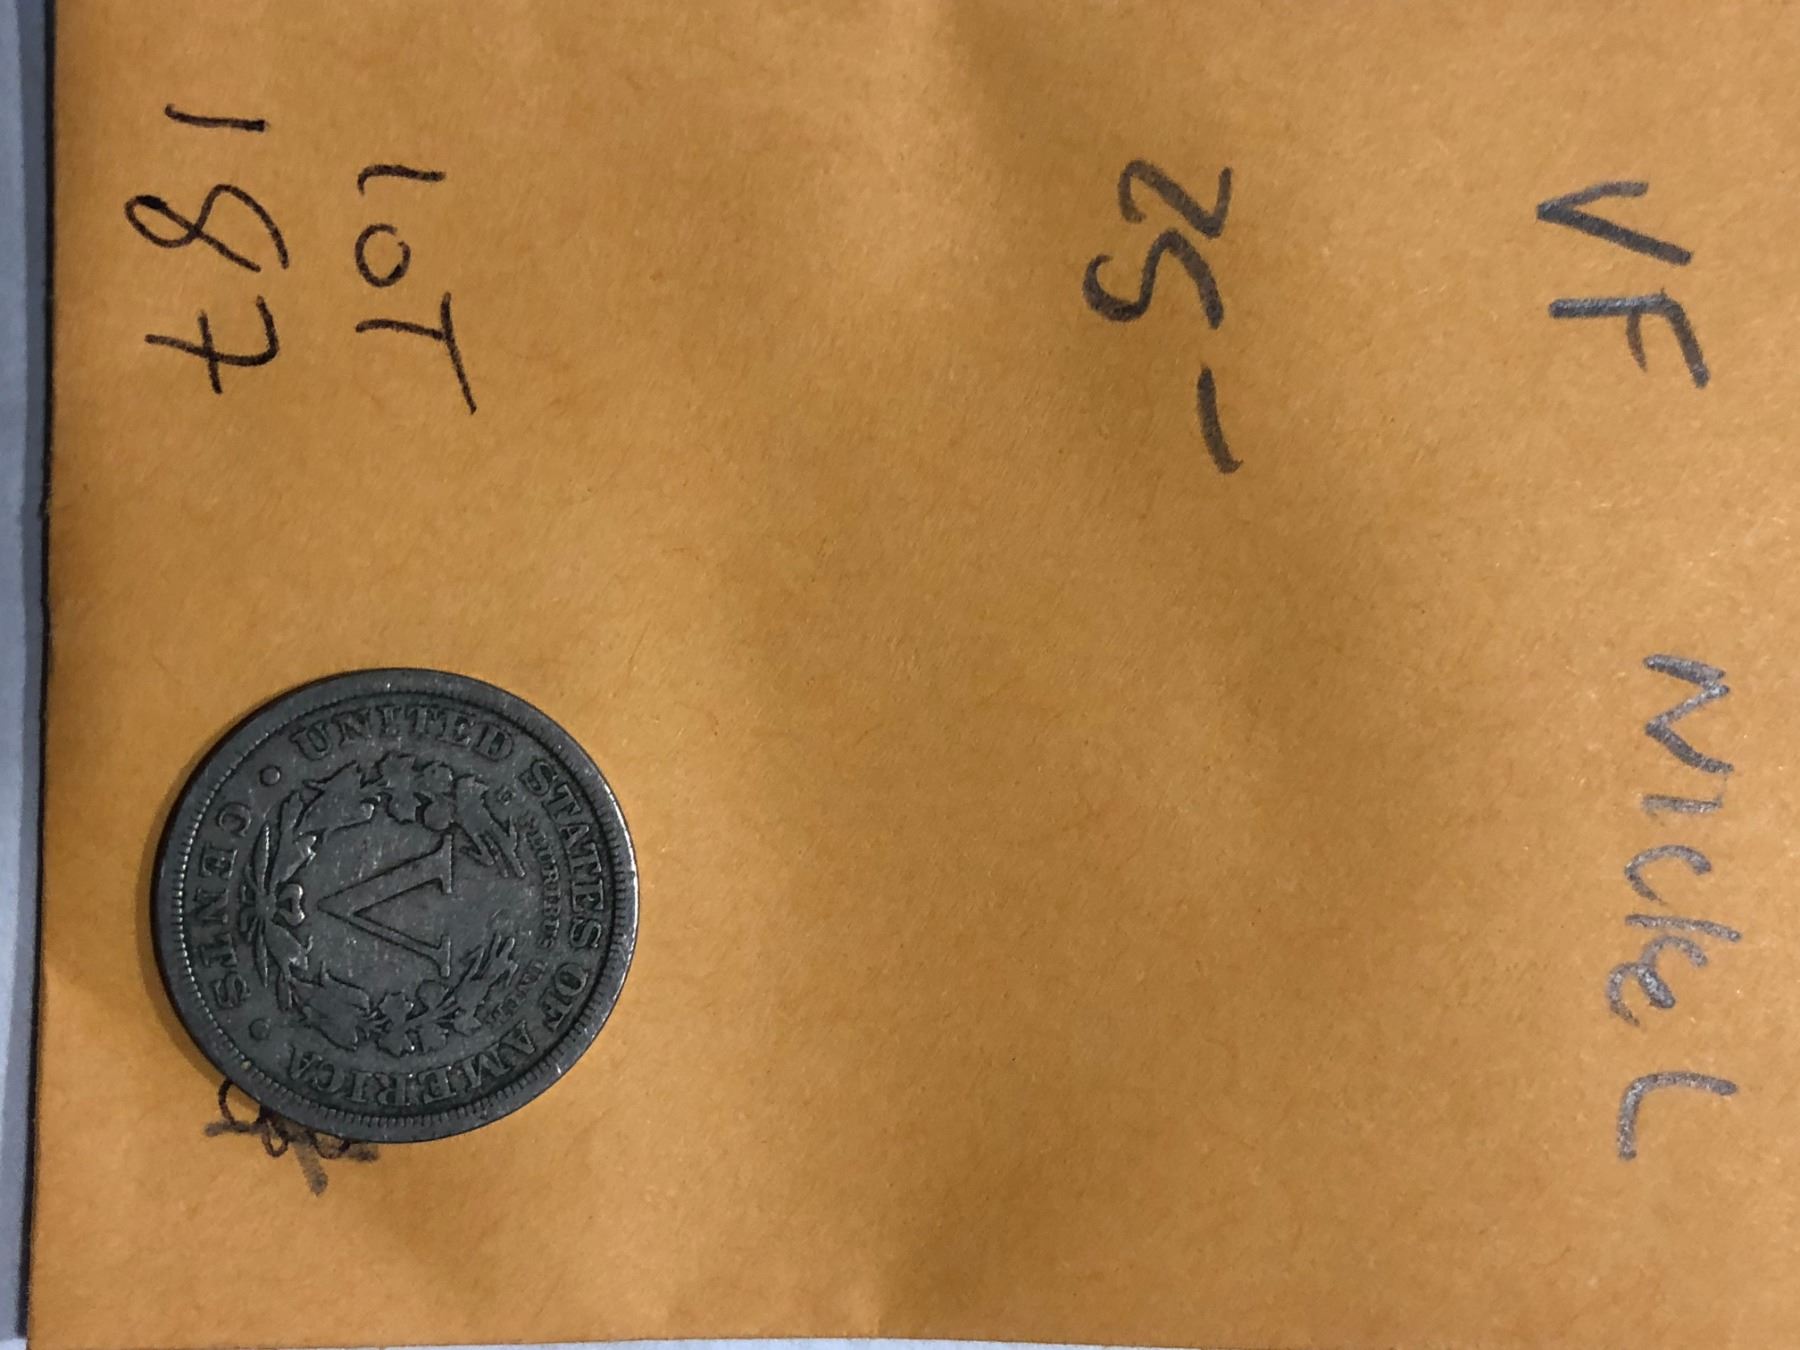 VF NICKeL
25-
LOT
187
UNITED STATES OF AMERICA
E PLURIBUS UNUM
V
CENTS